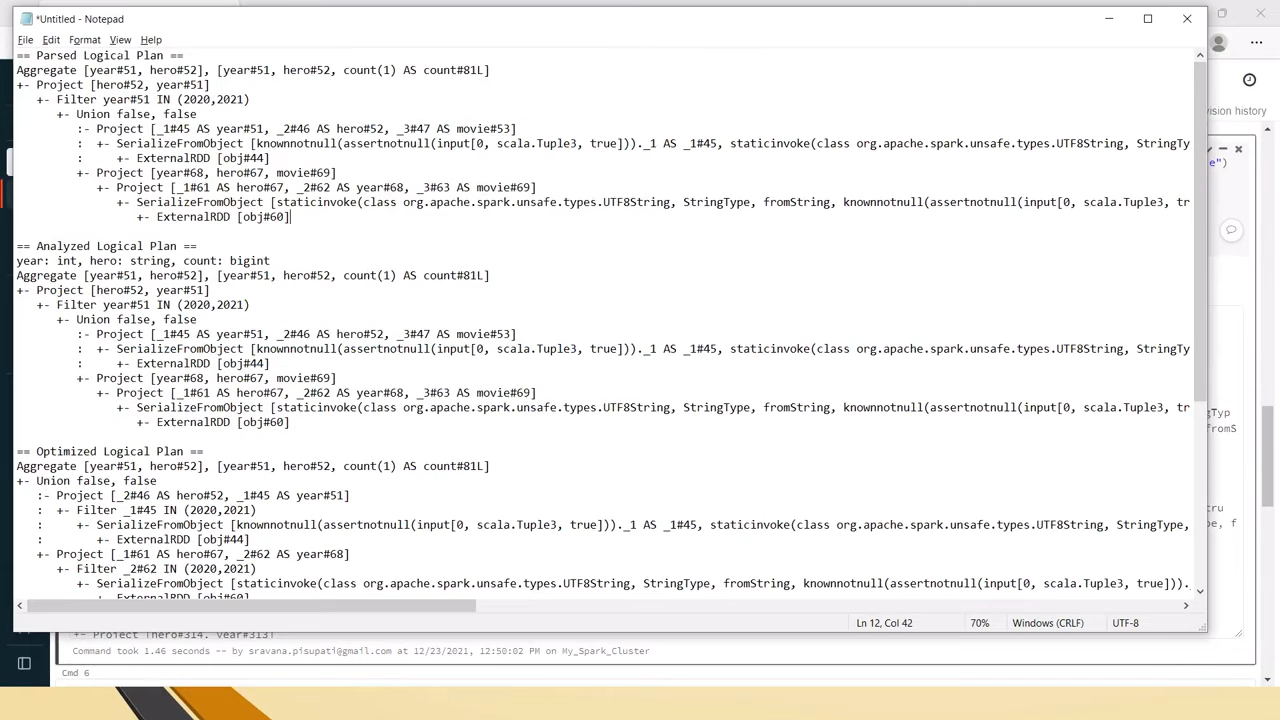 *Untitled - Notepad
File Edit Format View Help
== Parsed Logical Plan ==
Aggregate [year#51, hero#52], [year#51, hero#52, count(1) AS count#81L]
+- Project [hero#52, year#51]
+- Filter year#51 IN (2020,2021)
+- Union false, false
:- Project [_1#45 AS year#51, _2#46 AS hero#52, _3#47 AS movie#53]
: +- SerializeFromObject [knownnotnull(assertnotnull(input[0, scala.Tuple3, true]))._1 AS _1#45, staticinvoke(class org.apache.spark.unsafe.types.UTF8String, StringTy
: +- ExternalRDD [obj#44]
+- Project [year#68, hero#67, movie#69]
+- Project [_1#61 AS hero#67, _2#62 AS year#68, _3#63 AS movie#69]
+- SerializeFromObject [staticinvoke(class org.apache.spark.unsafe.types.UTF8String, StringType, fromString, knownnotnull(assertnotnull(input[0, scala.Tuple3, tr
+- ExternalRDD [obj#60]
== Analyzed Logical Plan ==
year: int, hero: string, count: bigint
Aggregate [year#51, hero#52], [year#51, hero#52, count(1) AS count#81L]
+- Project [hero#52, year#51]
+- Filter year#51 IN (2020,2021)
+- Union false, false
:- Project [_1#45 AS year#51, _2#46 AS hero#52, _3#47 AS movie#53]
: +- SerializeFromObject [knownnotnull(assertnotnull(input[0, scala.Tuple3, true]))._1 AS _1#45, staticinvoke(class org.apache.spark.unsafe.types.UTF8String, StringTy
: +- ExternalRDD [obj#44]
+- Project [year#68, hero#67, movie#69]
+- Project [_1#61 AS hero#67, _2#62 AS year#68, _3#63 AS movie#69]
+- SerializeFromObject [staticinvoke(class org.apache.spark.unsafe.types.UTF8String, StringType, fromString, knownnotnull(assertnotnull(input[0, scala.Tuple3, tr
+- ExternalRDD [obj#60]
== Optimized Logical Plan ==
Aggregate [year#51, hero#52], [year#51, hero#52, count(1) AS count#81L]
+- Union false, false
:- Project [_2#46 AS hero#52, _1#45 AS year#51]
: +- Filter _1#45 IN (2020,2021)
: +- SerializeFromObject [knownnotnull(assertnotnull(input[0, scala.Tuple3, true]))._1 AS _1#45, staticinvoke(class org.apache.spark.unsafe.types.UTF8String, StringType,
: +- ExternalRDD [obj#44]
+- Project [_1#61 AS hero#67, _2#62 AS year#68]
+- Filter _2#62 IN (2020,2021)
+- SerializeFromObject [staticinvoke(class org.apache.spark.unsafe.types.UTF8String, StringType, fromString, knownnotnull(assertnotnull(input[0, scala.Tuple3, true])).
+- ExternalRDD [obj#60]
Ln 12, Col 42 70% Windows (CRLF) UTF-8
vision history
e")
gTyp
fromS
tru
pe, f
+- Project [hero#314, year#313]
Command took 1.46 seconds -- by sravana.pisupati@gmail.com at 12/23/2021, 12:50:02 PM on My_Spark_Cluster
Cmd 6